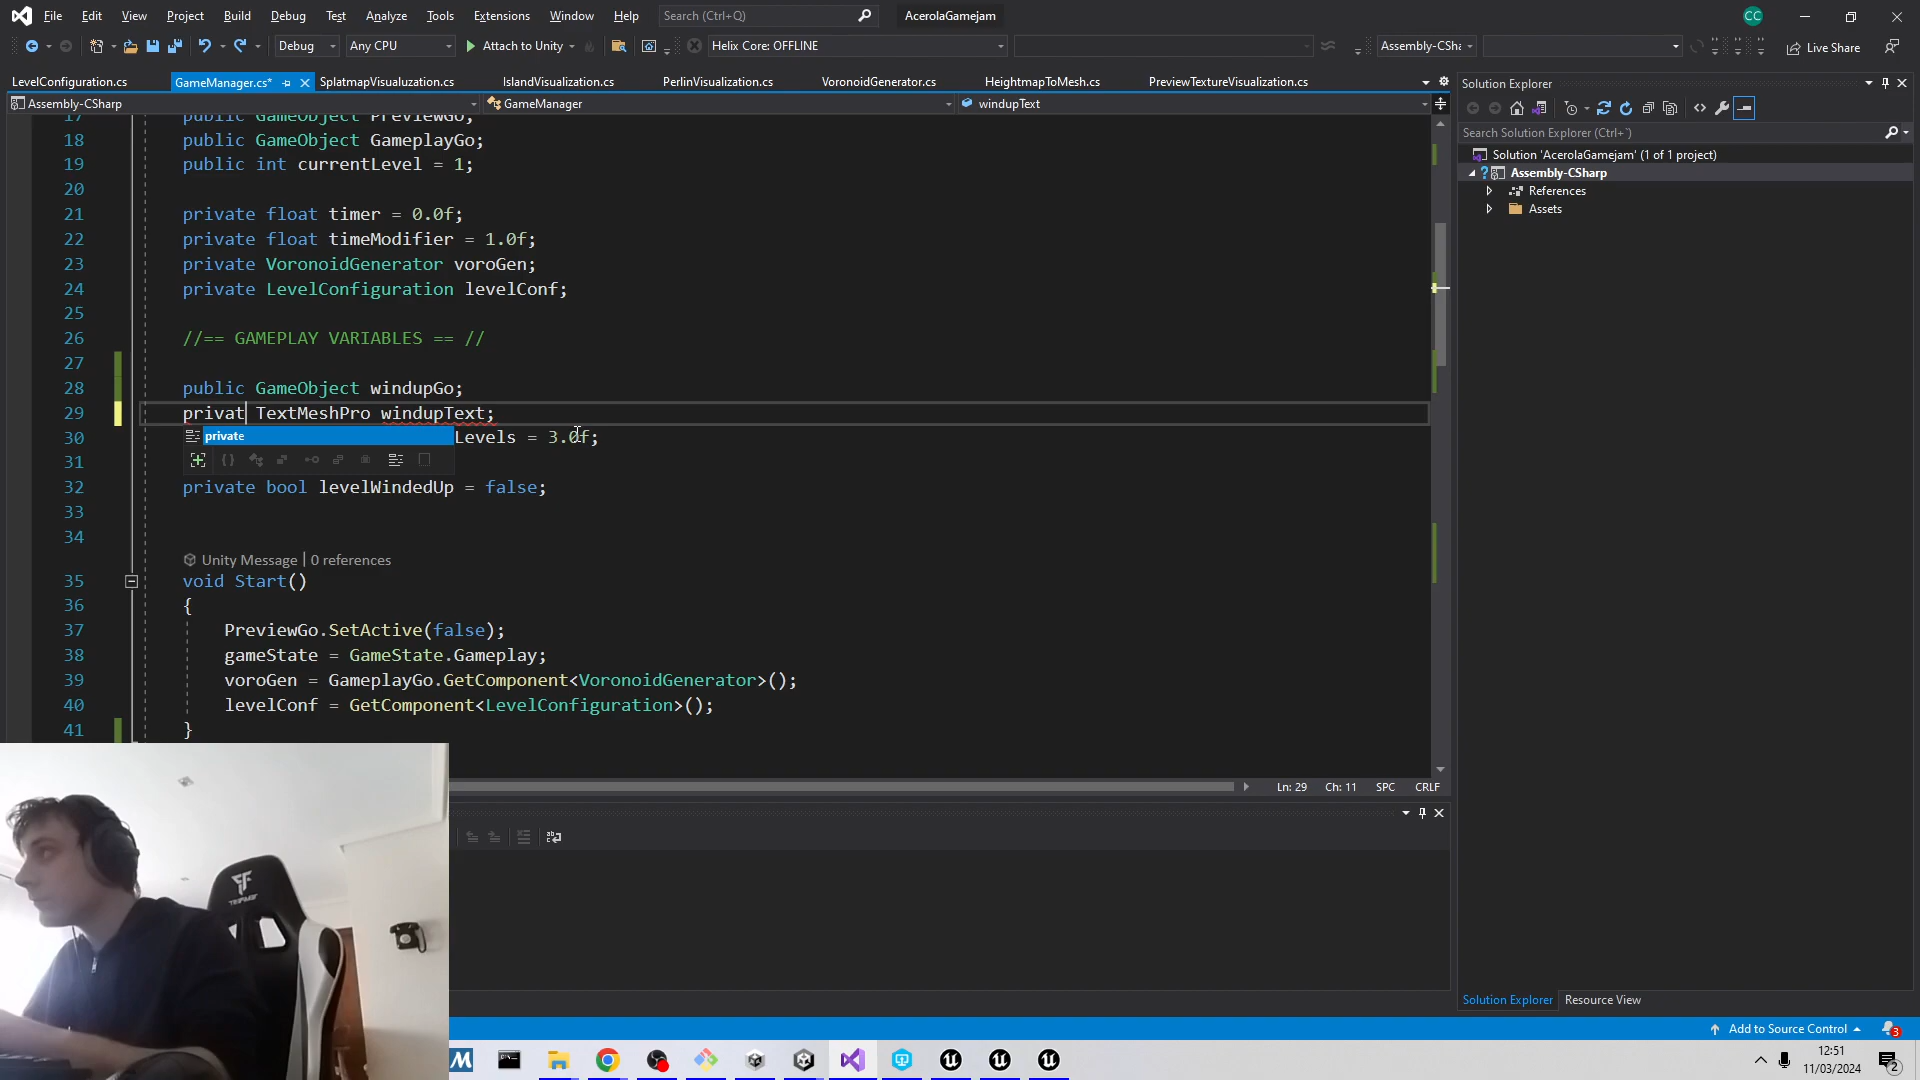 File Edit View Project Build Debug Test Analyze Tools Extensions Window Help Search (Ctrl+Q) AcerolaGamejam CC
Debug Any CPU Attach to Unity Helix Core: OFFLINE Assembly-CSha Live Share
LevelConfiguration.cs GameManager.cs* SplatmapVisualuzation.cs IslandVisualization.cs PerlinVisualization.cs VoronoidGenerator.cs HeightmapToMesh.cs PreviewTextureVisualization.cs
Assembly-CSharp GameManager windupText
17 public GameObject PreviewGo;
18 public GameObject GameplayGo;
19 public int currentLevel = 1;
20
21 private float timer = 0.0f;
22 private float timeModifier = 1.0f;
23 private VoronoidGenerator voroGen;
24 private LevelConfiguration levelConf;
25
26 //== GAMEPLAY VARIABLES == //
27
28 public GameObject windupGo;
29 privat TextMeshPro windupText;
30 Levels = 3.0f;
private
31
32 private bool levelWindedUp = false;
33
34
Unity Message | 0 references
35 void Start()
36 {
37 PreviewGo.SetActive(false);
38 gameState = GameState.Gameplay;
39 voroGen = GameplayGo.GetComponent<VoronoidGenerator>();
40 levelConf = GetComponent<LevelConfiguration>();
41 }
Ln: 29 Ch: 11 SPC CRLF
Solution Explorer
Search Solution Explorer (Ctrl+¨)
Solution 'AcerolaGamejam' (1 of 1 project)
Assembly-CSharp
References
Assets
Solution Explorer Resource View
Add to Source Control 3
12:51
11/03/2024
2